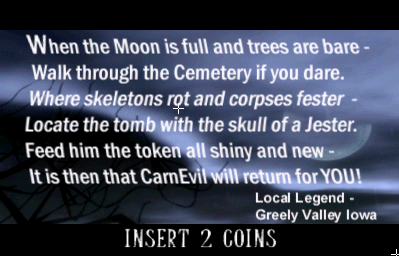 When the Moon is full and trees are bare -
Walk through the Cemetery if you dare.
Where skeletons rot and corpses fester -
Locate the tomb with the skull of a Jester.
Feed him the token all shiny and new -
It is then that CarnEvil will return for YOU!
Local Legend -
Greely Valley Iowa
INSERT 2 COINS